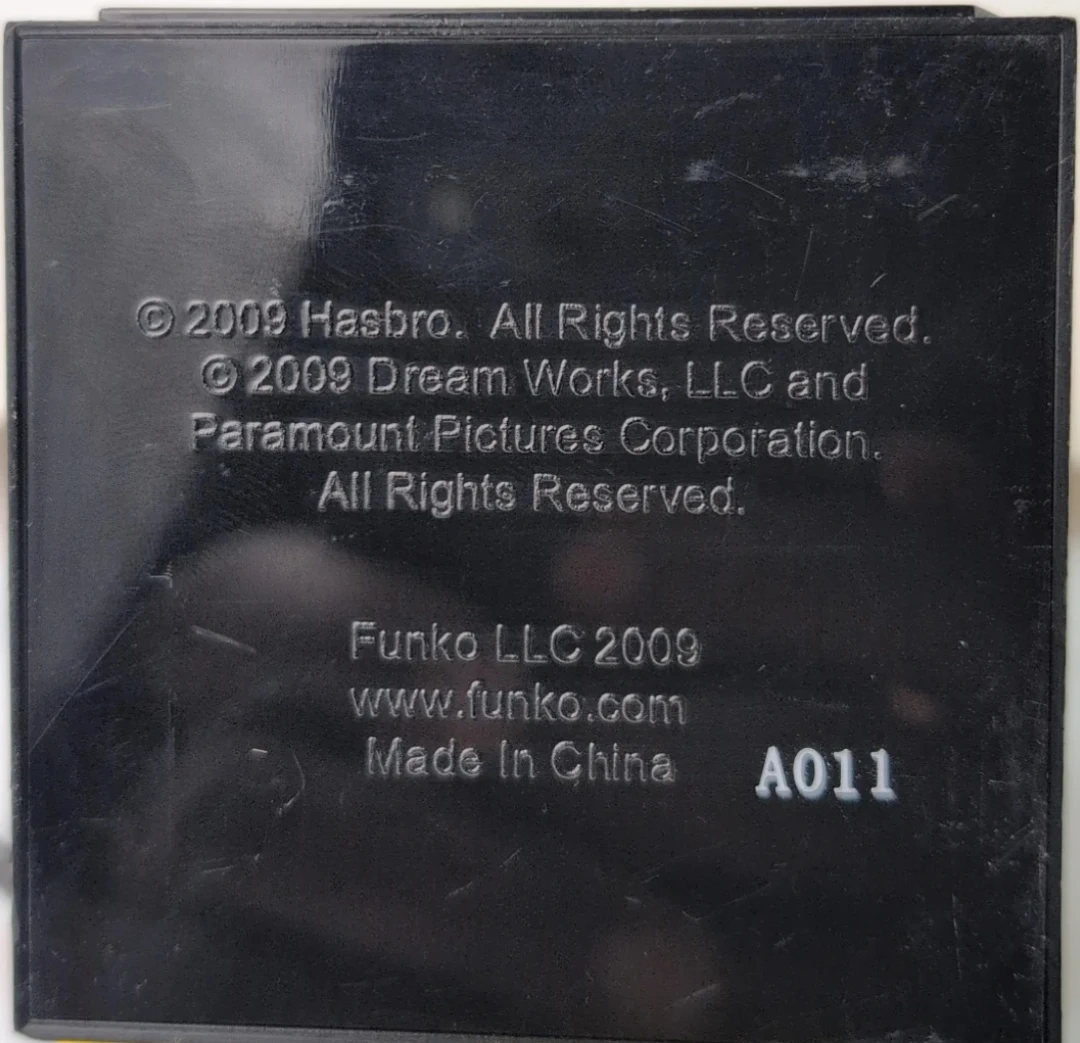 © 2009 Hasbro. All Rights Reserved.
© 2009 Dream Works, LLC and
Paramount Pictures Corporation.
All Rights Reserved.
Funko LLC 2009
www.funko.com
Made In China
A011